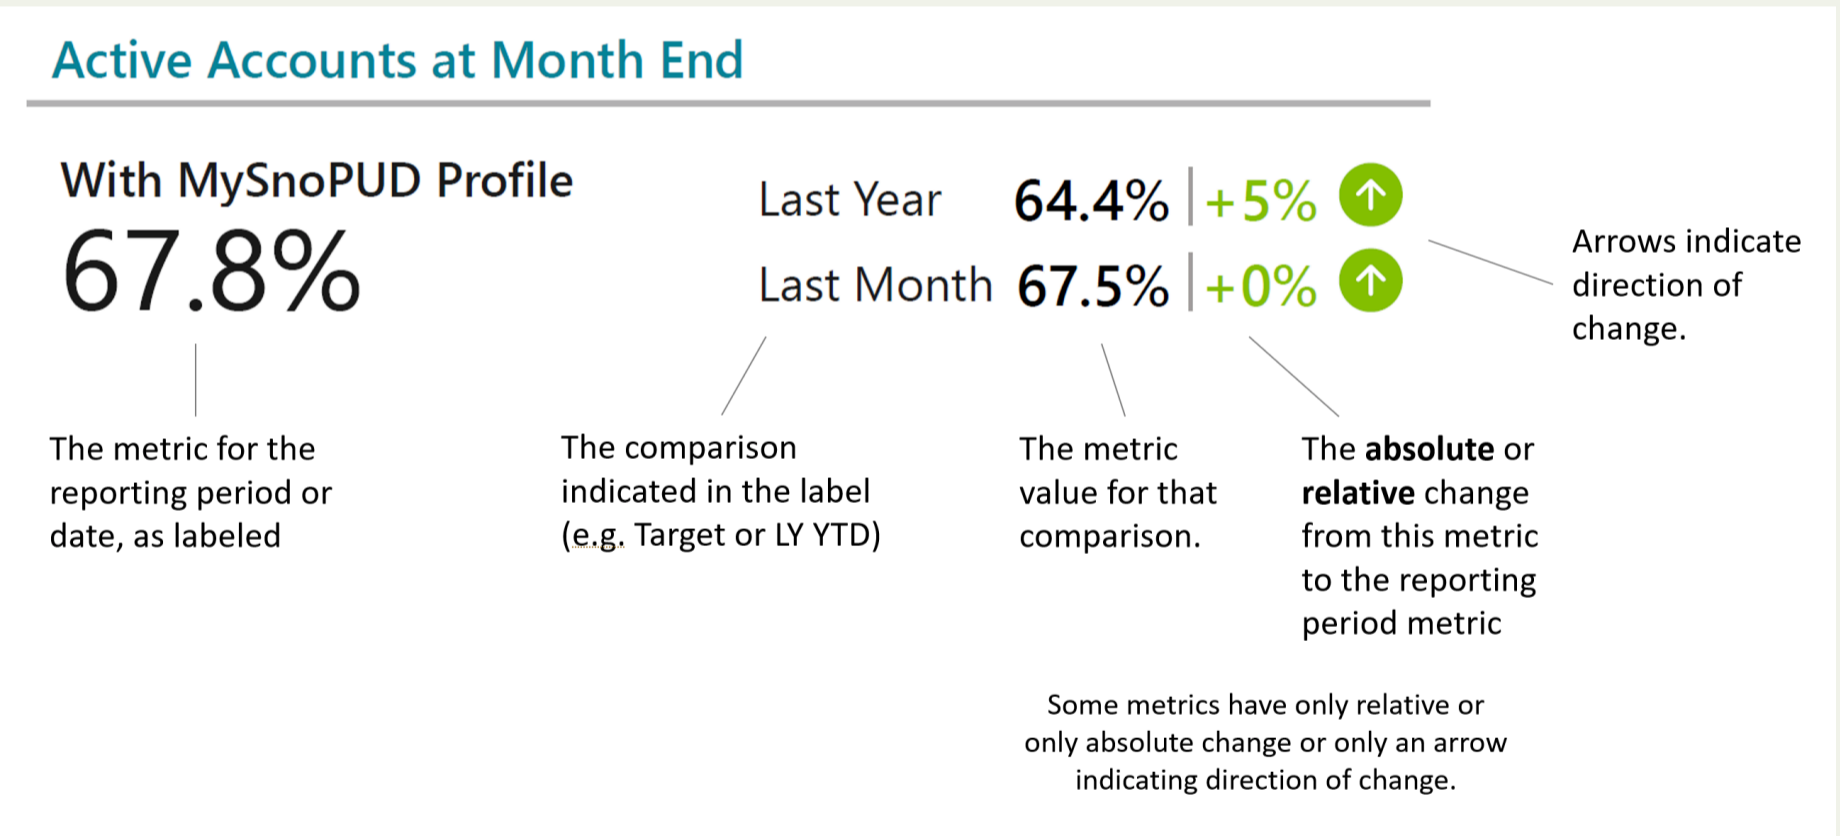 Active Accounts at Month End
With MySnoPUD Profile
67.8%
Last Year 64.4% +5%
Last Month 67.5% +0%
Arrows indicate
direction of
change.
The metric for the
reporting period or
date, as labeled
The comparison
indicated in the label
(e.g. Target or LY YTD)
The metric
value for that
comparison.
The absolute or
relative change
from this metric
to the reporting
period metric
Some metrics have only relative or
only absolute change or only an arrow
indicating direction of change.